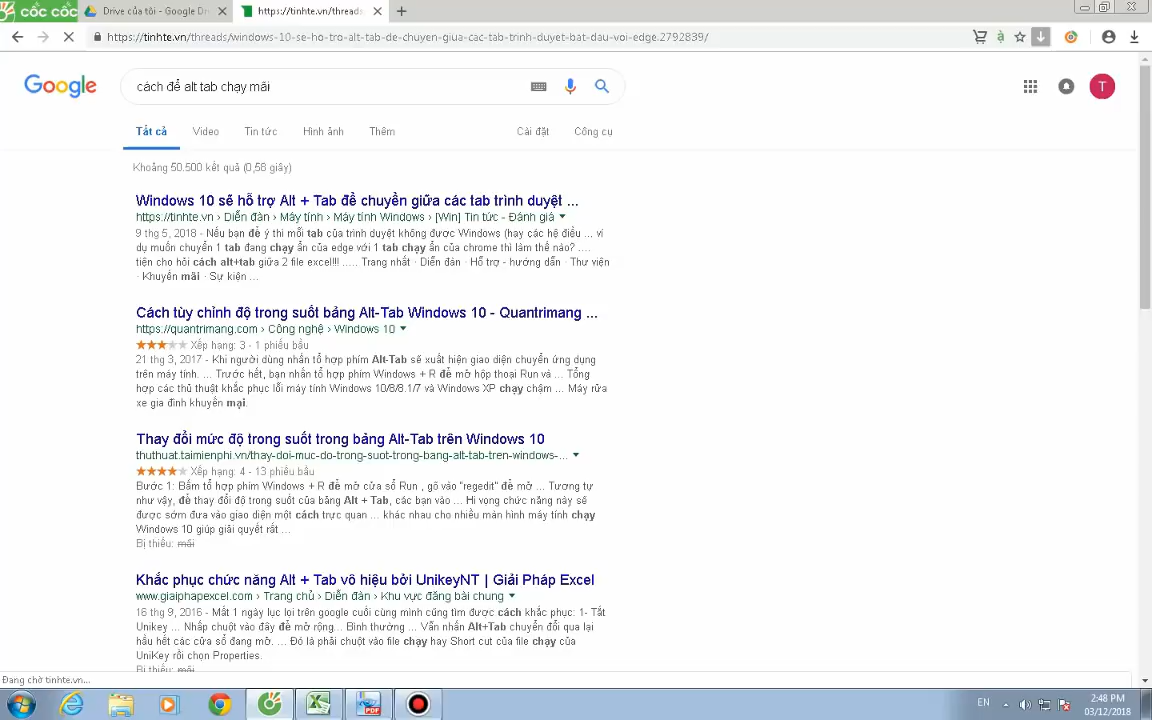 cốc cốc
Drive của tôi - Google Dr
https://tinhte.vn/threads
https://tinhte.vn/threads/windows-10-se-ho-tro-alt-tab-de-chuyen-giua-cac-tab-trinh-duyet-bat-dau-voi-edge.2792839/
Google
cách để alt tab chạy mãi
T
Tất cả Video Tin tức Hình ảnh Thêm Cài đặt Công cụ
Khoảng 50.500 kết quả (0,58 giây)
Windows 10 sẽ hỗ trợ Alt + Tab để chuyển giữa các tab trình duyệt ...
https://tinhte.vn › Diễn đàn › Máy tính › Máy tính Windows › [Win] Tin tức - Đánh giá
9 thg 5, 2018 - Nếu bạn để ý thì mỗi tab của trình duyệt không được Windows (hay các hệ điều ... ví
dụ muốn chuyển 1 tab đang chạy ẩn của edge với 1 tab chạy ẩn của chrome thì làm thế nào? ....
tiện cho hỏi cách alt+tab giữa 2 file excel!!! ..... Trang nhất · Diễn đàn · Hỗ trợ - hướng dẫn · Thư viện
· Khuyến mãi · Sự kiện ...
Cách tùy chỉnh độ trong suốt bảng Alt-Tab Windows 10 - Quantrimang ...
https://quantrimang.com › Công nghệ › Windows 10
Xếp hạng: 3 - 1 phiếu bầu
21 thg 3, 2017 - Khi người dùng nhấn tổ hợp phím Alt-Tab sẽ xuất hiện giao diện chuyển ứng dụng
trên máy tính. ... Trước hết, bạn nhấn tổ hợp phím Windows + R để mở hộp thoại Run và ... Tổng
hợp các thủ thuật khắc phục lỗi máy tính Windows 10/8/8.1/7 và Windows XP chạy chậm ... Máy rửa
xe gia đình khuyến mại.
Thay đổi mức độ trong suốt trong bảng Alt-Tab trên Windows 10
thuthuat.taimienphi.vn/thay-doi-muc-do-trong-suot-trong-bang-alt-tab-tren-windows-...
Xếp hạng: 4 - 13 phiếu bầu
Bước 1: Bấm tổ hợp phím Windows + R để mở cửa sổ Run , gõ vào "regedit" để mở ... Tương tự
như vậy, để thay đổi độ trong suốt của bảng Alt + Tab, các bạn vào ... Hi vong chức năng này sẽ
được sớm đưa vào giao diện một cách trực quan ... khác nhau cho nhiều màn hình máy tính chạy
Windows 10 giúp giải quyết rất ...
Bị thiếu: mãi
Khắc phục chức năng Alt + Tab vô hiệu bởi UnikeyNT | Giải Pháp Excel
www.giaiphapexcel.com › Trang chủ › Diễn đàn › Khu vực đăng bài chung
16 thg 9, 2016 - Mất 1 ngày lục lọi trên google cuối cùng mình cũng tìm được cách khắc phục: 1- Tắt
Unikey ... Nhấp chuột vào đây để mở rộng... Bình thường ... Vẫn nhấn Alt+Tab chuyển đổi qua lại
hầu hết các cửa sổ đang mở. ... Đó là phải chuột vào file chạy hay Short cut của file chạy của
UniKey rồi chọn Properties.
Bị thiếu: mãi
Đang chờ tinhte.vn...
PDF
EN
2:48 PM
03/12/2018